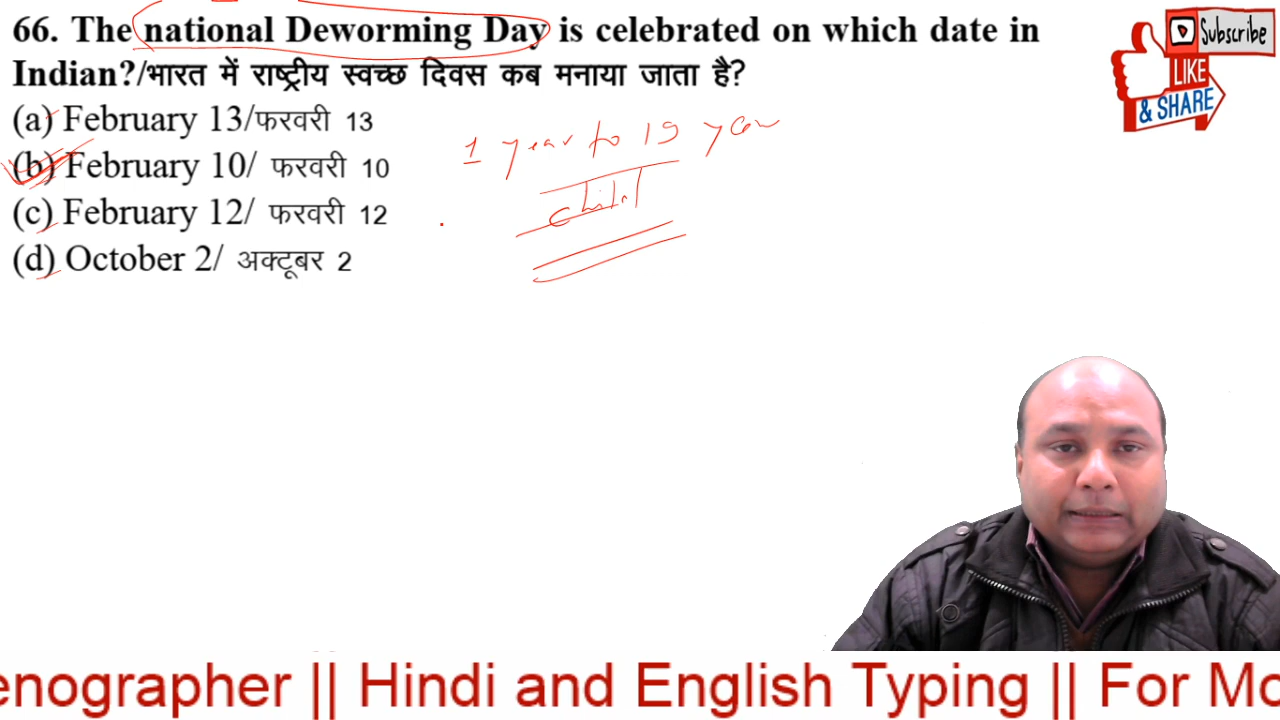 66. The national Deworming Day is celebrated on which date in
Indian?/भारत में राष्ट्रीय स्वच्छ दिवस कब मनाया जाता है?
(a) February 13/फरवरी 13
(b) February 10/ फरवरी 10
(c) February 12/ फरवरी 12
(d) October 2/ अक्टूबर 2
1 year to 19 year
child
Subscribe
LIKE
& SHARE
enographer || Hindi and English Typing || For Mo